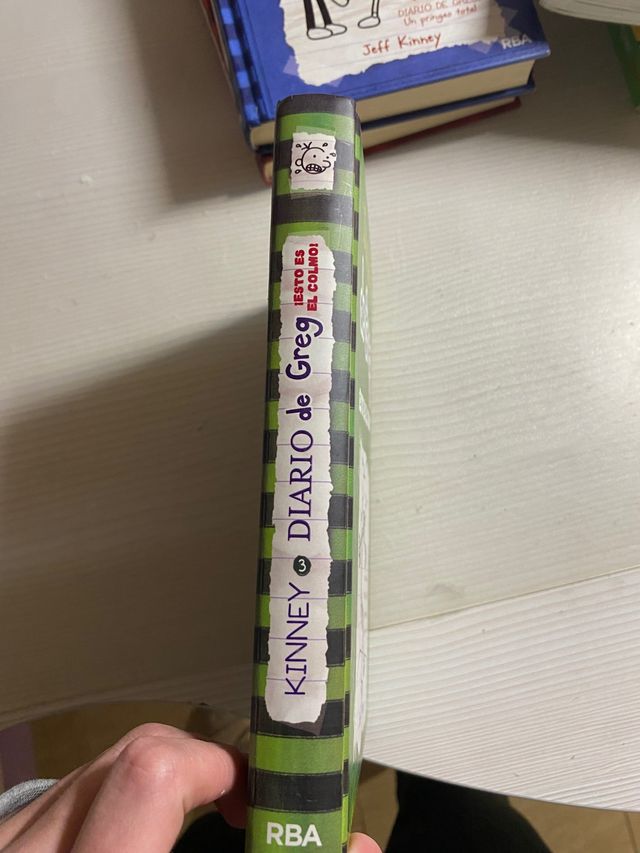 DIARIO DE GREG
Un pringao total
Jeff Kinney
RBA
KINNEY 3 DIARIO de Greg
¡ESTO ES
EL COLMO!
RBA